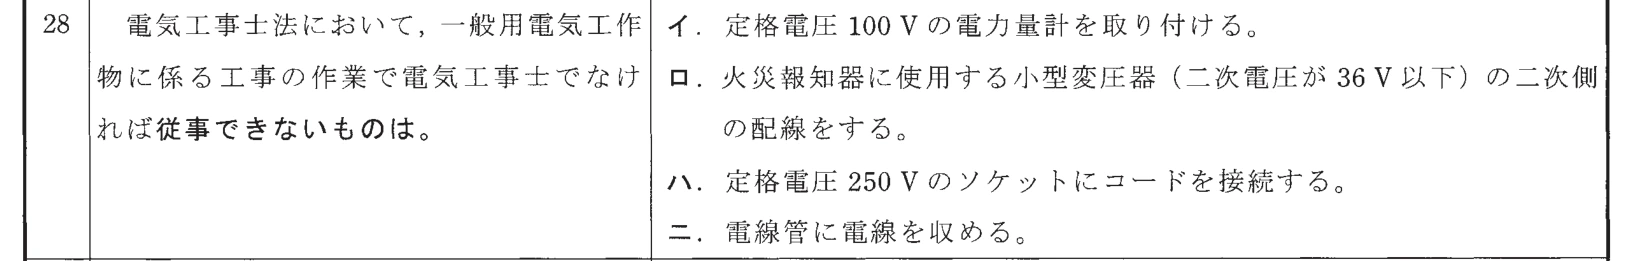 28
電気工事士法において，一般用電気工作
物に係る工事の作業で電気工事士でなけ
れば従事できないものは。
イ．定格電圧 100 V の電力量計を取り付ける。
ロ．火災報知器に使用する小型変圧器（二次電圧が 36 V 以下）の二次側
の配線をする。
ハ．定格電圧 250 V のソケットにコードを接続する。
ニ．電線管に電線を収める。